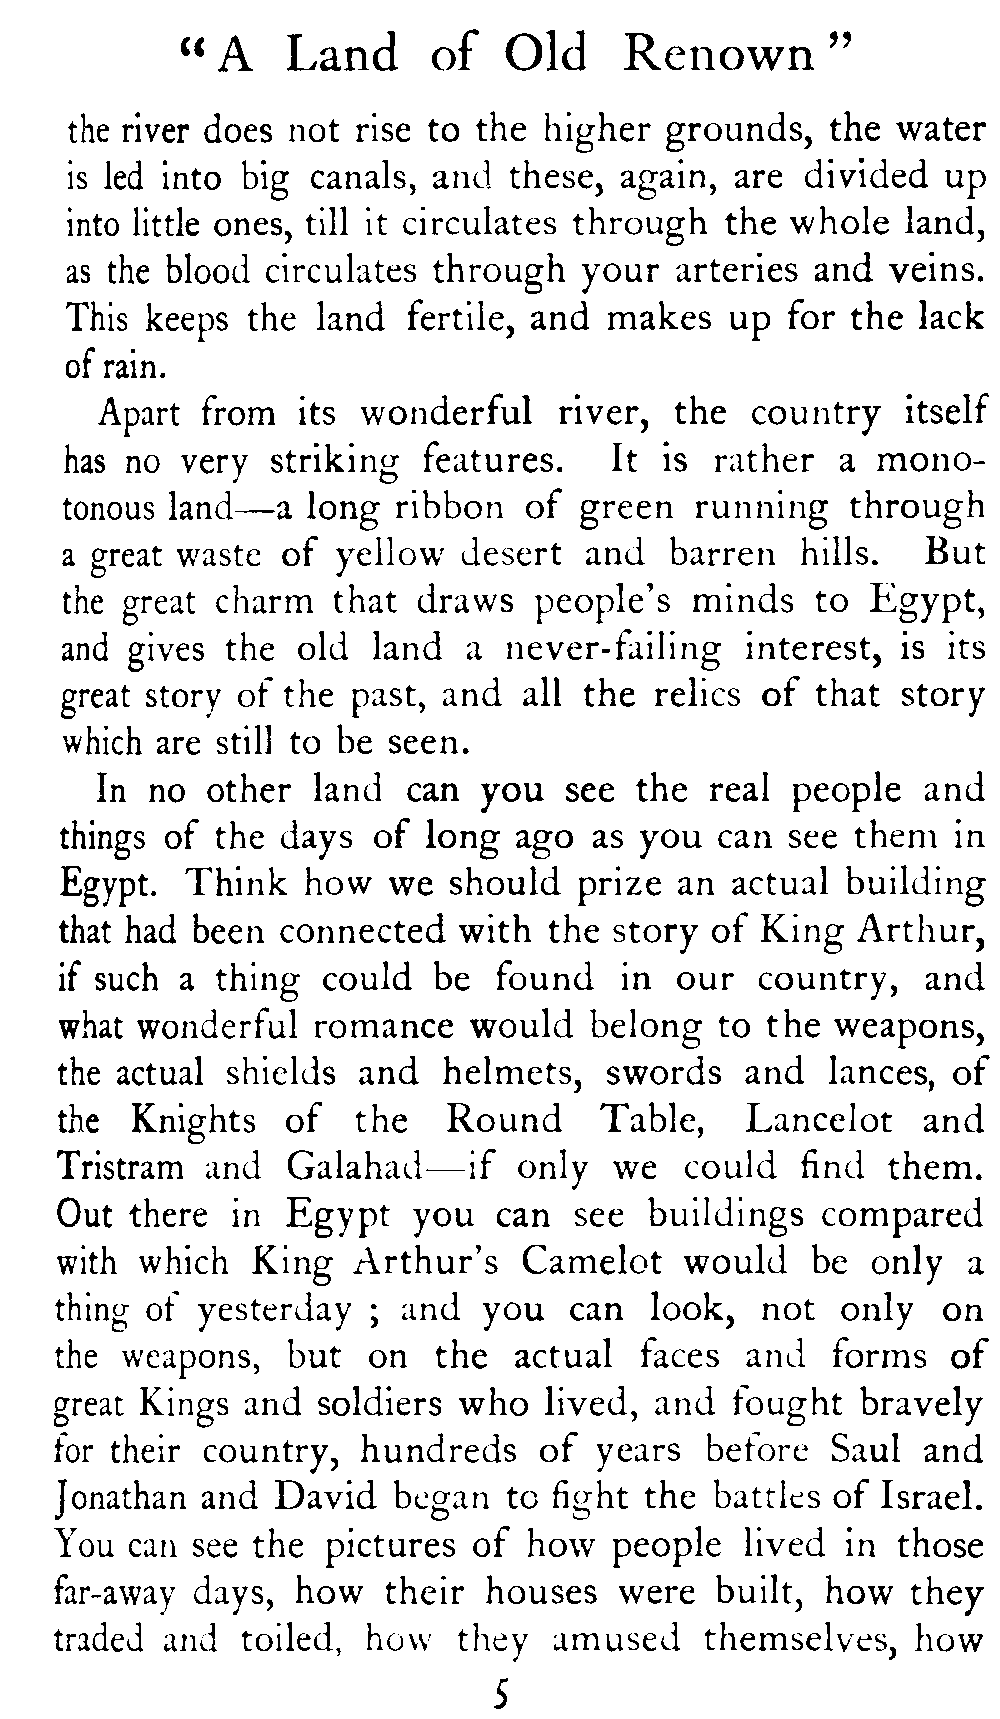 “A Land of Old Renown”
the river does not rise to the higher grounds, the water
is led into big canals, and these, again, are divided up
into little ones, till it circulates through the whole land,
as the blood circulates through your arteries and veins.
This keeps the land fertile, and makes up for the lack
of rain.
Apart from its wonderful river, the country itself
has no very striking features. It is rather a mono-
tonous land—a long ribbon of green running through
a great waste of yellow desert and barren hills. But
the great charm that draws people's minds to Egypt,
and gives the old land a never-failing interest, is its
great story of the past, and all the relics of that story
which are still to be seen.
In no other land can you see the real people and
things of the days of long ago as you can see them in
Egypt. Think how we should prize an actual building
that had been connected with the story of King Arthur,
if such a thing could be found in our country, and
what wonderful romance would belong to the weapons,
the actual shields and helmets, swords and lances, of
the Knights of the Round Table, Lancelot and
Tristram and Galahad—if only we could find them.
Out there in Egypt you can see buildings compared
with which King Arthur's Camelot would be only a
thing of yesterday ; and you can look, not only on
the weapons, but on the actual faces and forms of
great Kings and soldiers who lived, and fought bravely
for their country, hundreds of years before Saul and
Jonathan and David began to fight the battles of Israel.
You can see the pictures of how people lived in those
far-away days, how their houses were built, how they
traded and toiled, how they amused themselves, how
5